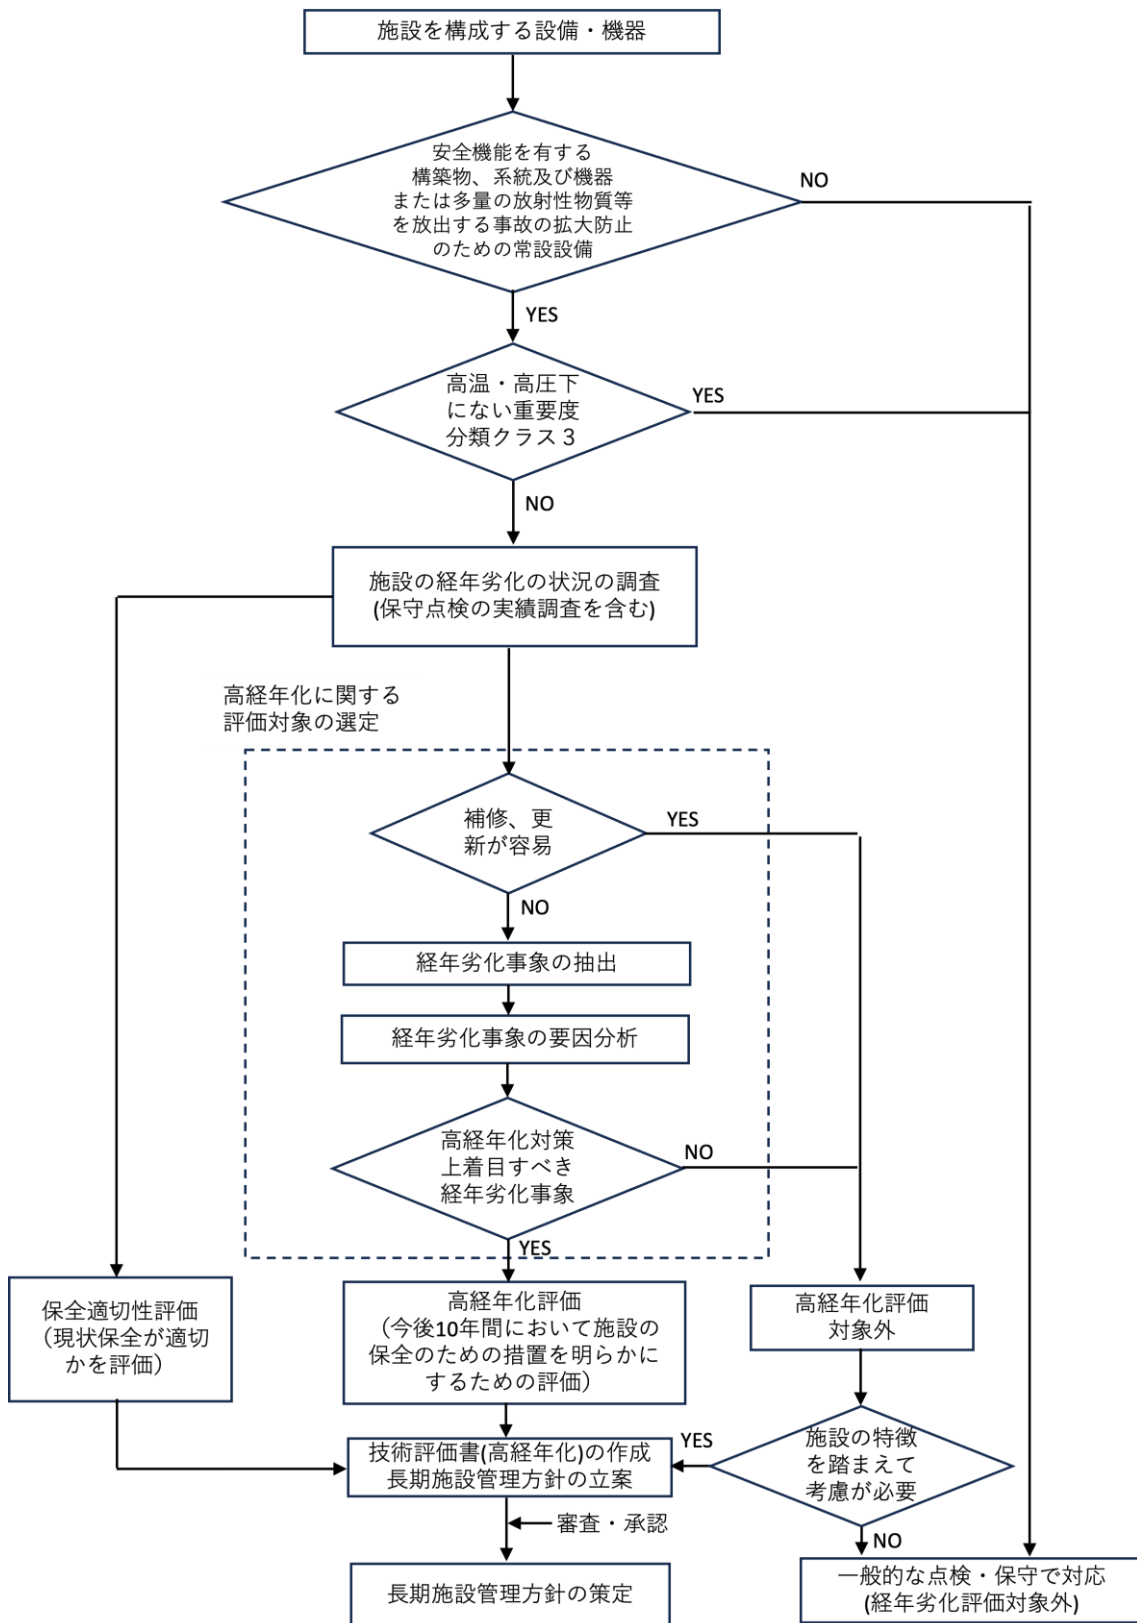 施設を構成する設備・機器
安全機能を有する
構築物、系統及び機器
または多量の放射性物質等
を放出する事故の拡大防止
のための常設設備
NO
YES
高温・高圧下
にない重要度
分類クラス３
YES
NO
施設の経年劣化の状況の調査
(保守点検の実績調査を含む)
高経年化に関する
評価対象の選定
補修、更
新が容易
YES
NO
経年劣化事象の抽出
経年劣化事象の要因分析
高経年化対策
上着目すべき
経年劣化事象
NO
YES
保全適切性評価
（現状保全が適切
かを評価）
高経年化評価
（今後10年間において施設の
保全のための措置を明らかに
するための評価）
高経年化評価
対象外
技術評価書(高経年化)の作成
長期施設管理方針の立案
YES
施設の特徴
を踏まえて
考慮が必要
審査・承認
NO
長期施設管理方針の策定
一般的な点検・保守で対応
(経年劣化評価対象外)